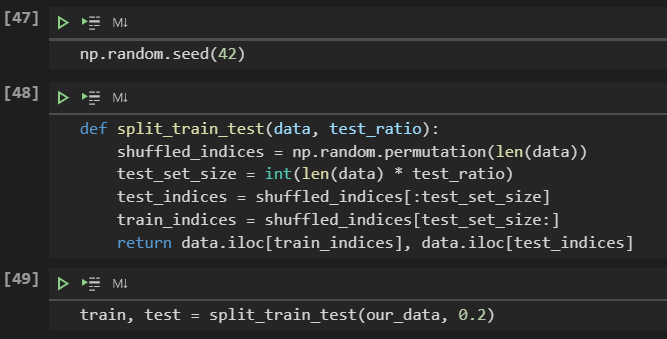 [47]
M↓
np.random.seed(42)
[48]
M↓
def split_train_test(data, test_ratio):
    shuffled_indices = np.random.permutation(len(data))
    test_set_size = int(len(data) * test_ratio)
    test_indices = shuffled_indices[:test_set_size]
    train_indices = shuffled_indices[test_set_size:]
    return data.iloc[train_indices], data.iloc[test_indices]
[49]
M↓
train, test = split_train_test(our_data, 0.2)